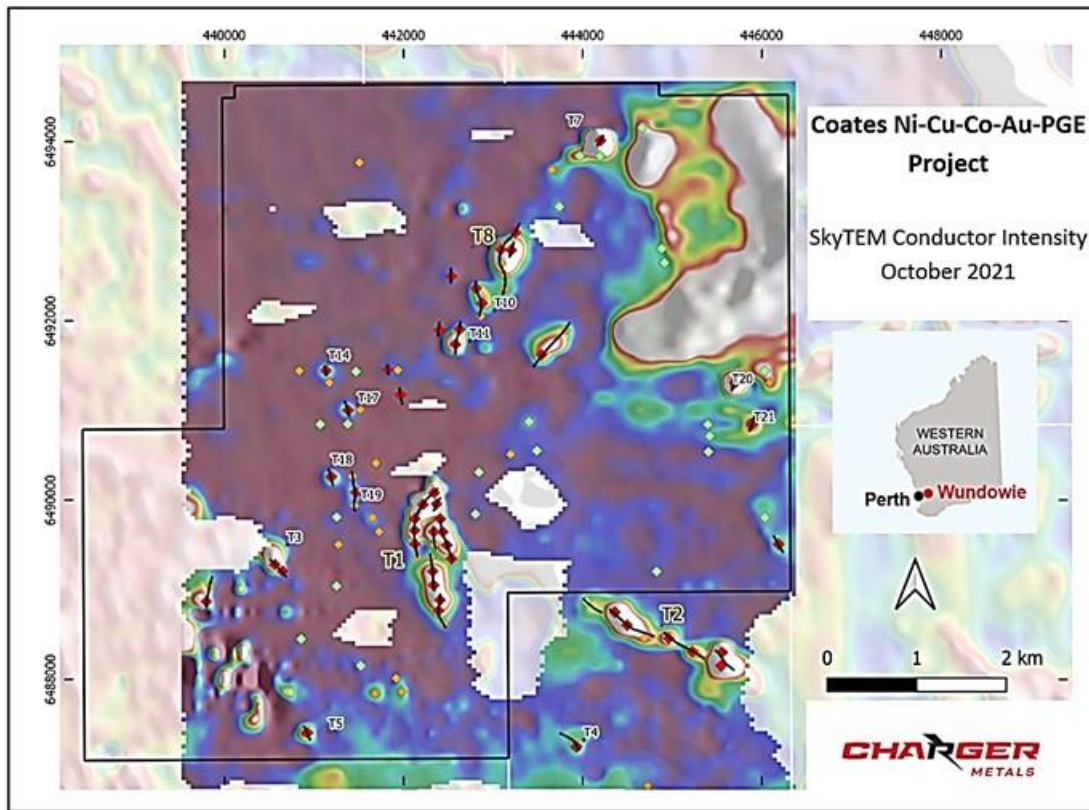 440000 442000 444000 446000 448000
6494000
6492000
6490000
6488000
Coates Ni-Cu-Co-Au-PGE
Project
SkyTEM Conductor Intensity
October 2021
T7
T8
T10
T11
T14
T17
T20
T21
T18
T19
T3
T1
T2
T5
T4
WESTERN
AUSTRALIA
Perth
Wundowie
0 1 2 km
CHARGER
METALS